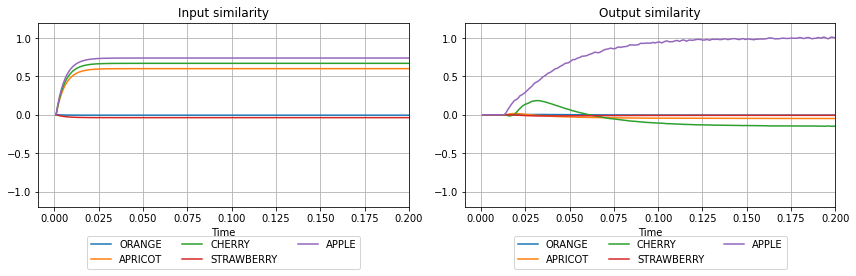 Input similarity
1.0
0.5
0.0
−0.5
−1.0
0.000 0.025 0.050 0.075 0.100 0.125 0.150 0.175 0.200
Time
ORANGE CHERRY APPLE
APRICOT STRAWBERRY
Output similarity
1.0
0.5
0.0
−0.5
−1.0
0.000 0.025 0.050 0.075 0.100 0.125 0.150 0.175 0.200
Time
ORANGE CHERRY APPLE
APRICOT STRAWBERRY